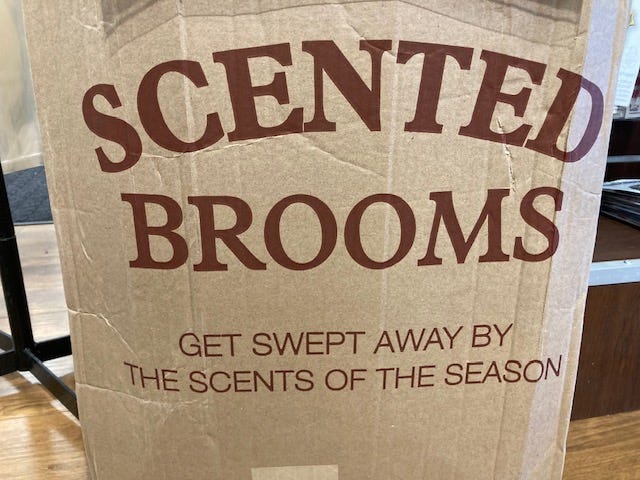 SCENTED
BROOMS
GET SWEPT AWAY BY
THE SCENTS OF THE SEASON